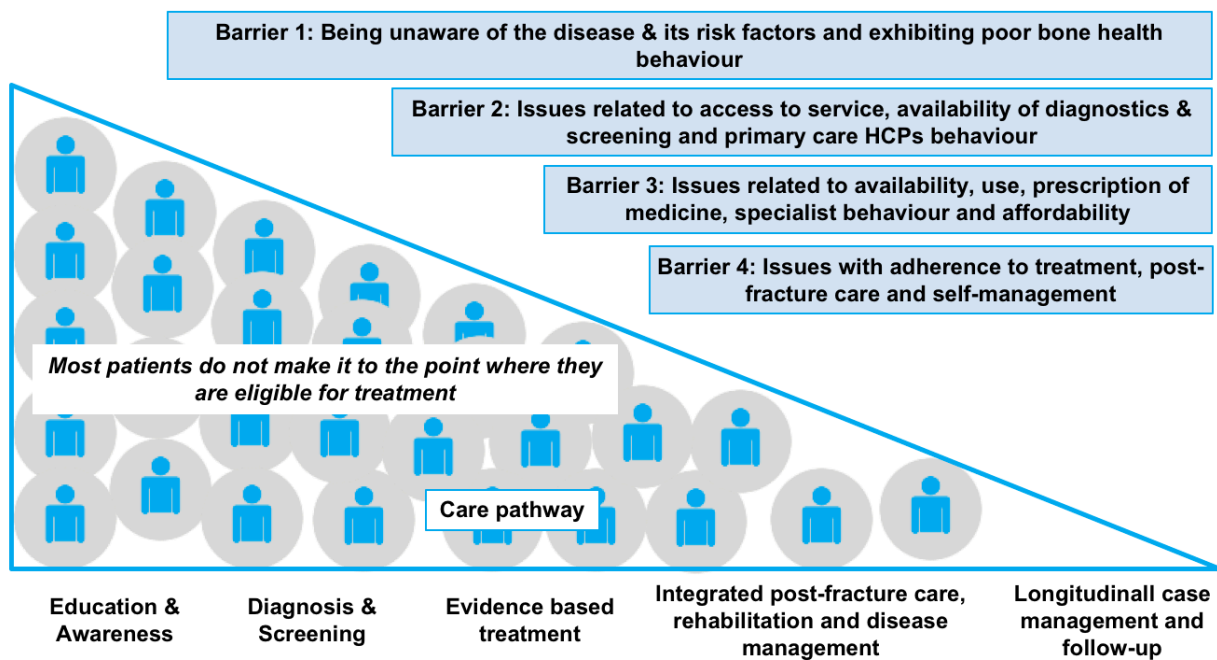 Barrier 1: Being unaware of the disease & its risk factors and exhibiting poor bone health
behaviour
Barrier 2: Issues related to access to service, availability of diagnostics &
screening and primary care HCPs behaviour
Barrier 3: Issues related to availability, use, prescription of
medicine, specialist behaviour and affordability
Barrier 4: Issues with adherence to treatment, post-
fracture care and self-management
Most patients do not make it to the point where they
are eligible for treatment
Care pathway
Education &
Awareness
Diagnosis &
Screening
Evidence based
treatment
Integrated post-fracture care,
rehabilitation and disease
management
Longitudinall case
management and
follow-up